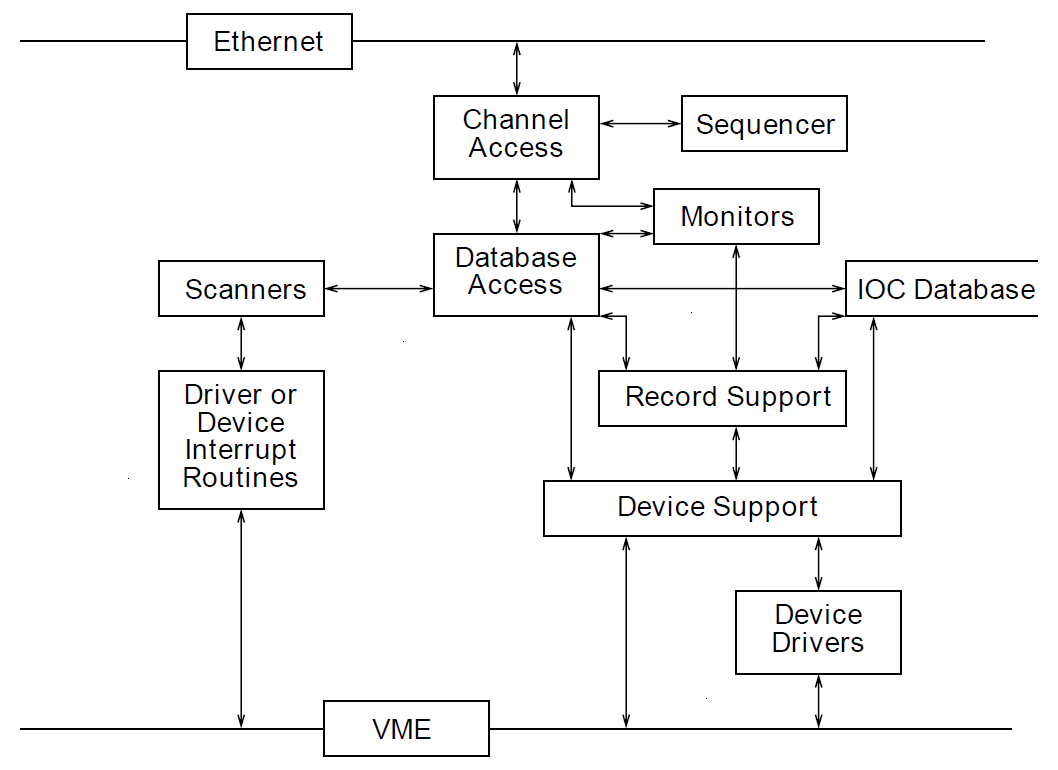 Ethernet
Channel
Access
Sequencer
Monitors
Database
Access
Scanners
IOC Database
Driver or
Device
Interrupt
Routines
Record Support
Device Support
Device
Drivers
VME